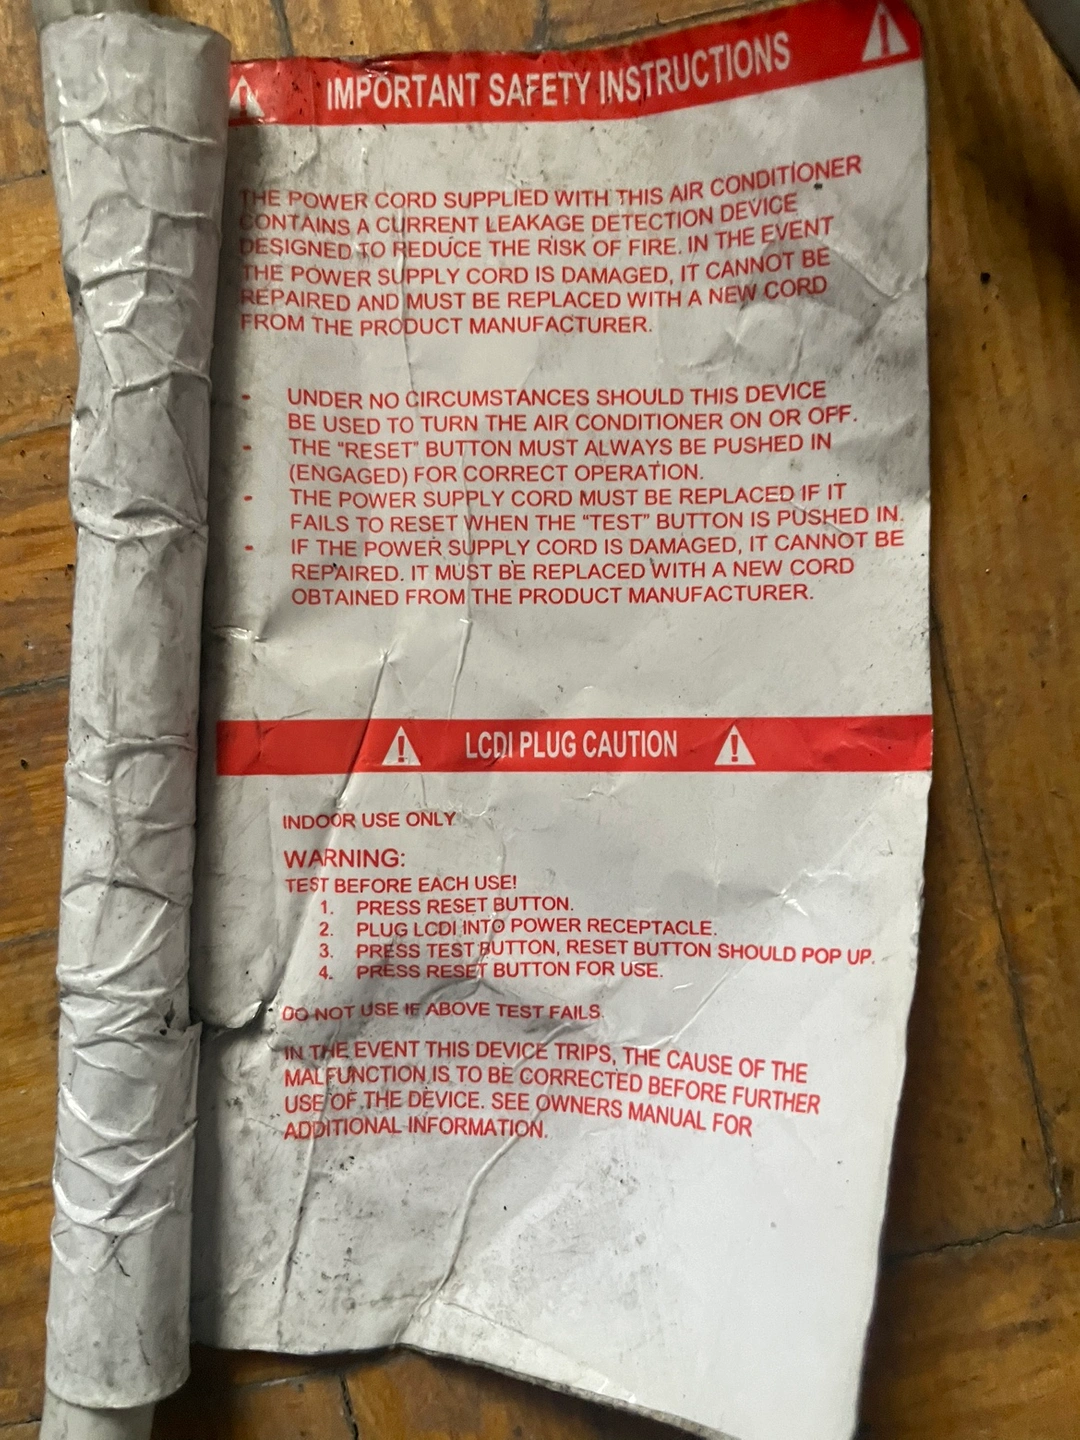 IMPORTANT SAFETY INSTRUCTIONS
THE POWER CORD SUPPLIED WITH THIS AIR CONDITIONER
CONTAINS A CURRENT LEAKAGE DETECTION DEVICE
DESIGNED TO REDUCE THE RISK OF FIRE. IN THE EVENT
THE POWER SUPPLY CORD IS DAMAGED, IT CANNOT BE
REPAIRED AND MUST BE REPLACED WITH A NEW CORD
FROM THE PRODUCT MANUFACTURER.
- UNDER NO CIRCUMSTANCES SHOULD THIS DEVICE
BE USED TO TURN THE AIR CONDITIONER ON OR OFF.
- THE “RESET” BUTTON MUST ALWAYS BE PUSHED IN
(ENGAGED) FOR CORRECT OPERATION.
- THE POWER SUPPLY CORD MUST BE REPLACED IF IT
FAILS TO RESET WHEN THE “TEST” BUTTON IS PUSHED IN.
- IF THE POWER SUPPLY CORD IS DAMAGED, IT CANNOT BE
REPAIRED. IT MUST BE REPLACED WITH A NEW CORD
OBTAINED FROM THE PRODUCT MANUFACTURER.
LCDI PLUG CAUTION
INDOOR USE ONLY
WARNING:
TEST BEFORE EACH USE!
1. PRESS RESET BUTTON.
2. PLUG LCDI INTO POWER RECEPTACLE.
3. PRESS TEST BUTTON, RESET BUTTON SHOULD POP UP.
4. PRESS RESET BUTTON FOR USE.
DO NOT USE IF ABOVE TEST FAILS.
IN THE EVENT THIS DEVICE TRIPS, THE CAUSE OF THE
MALFUNCTION IS TO BE CORRECTED BEFORE FURTHER
USE OF THE DEVICE. SEE OWNERS MANUAL FOR
ADDITIONAL INFORMATION.